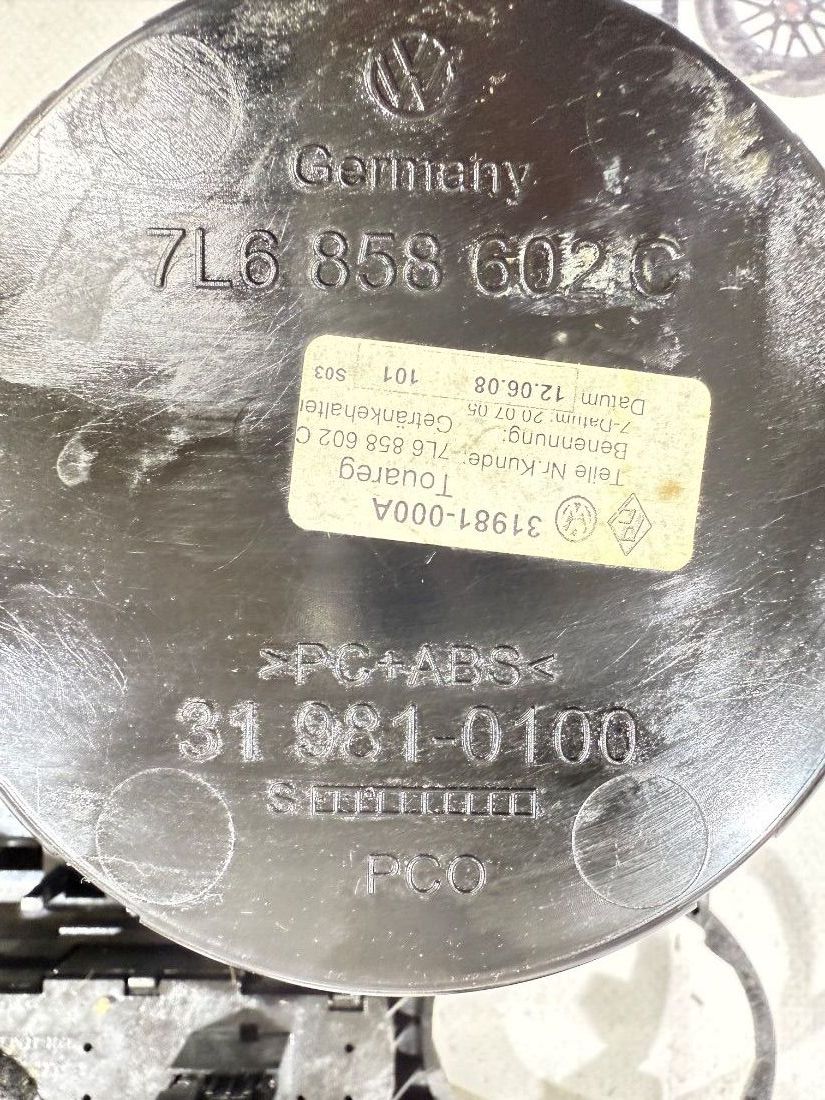 Germany
7L6 858 602 C
31981-000A
Touareg
Teile Nr.Kunde: 7L6 858 602 C
Benennung: Getränkehalter
Z-Datum: 20.07.05
Datum 12.06.08 101 S03
>PC+ABS<
31 981-0100
S
PCO